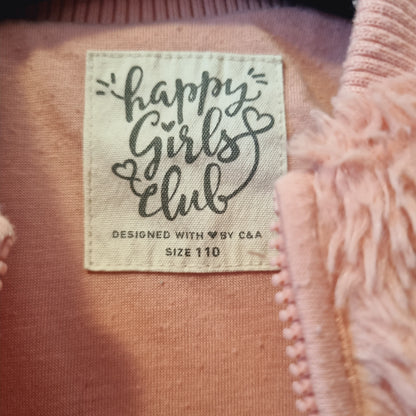 happy
Girls
club
DESIGNED WITH ♥ BY C&A
SIZE 110